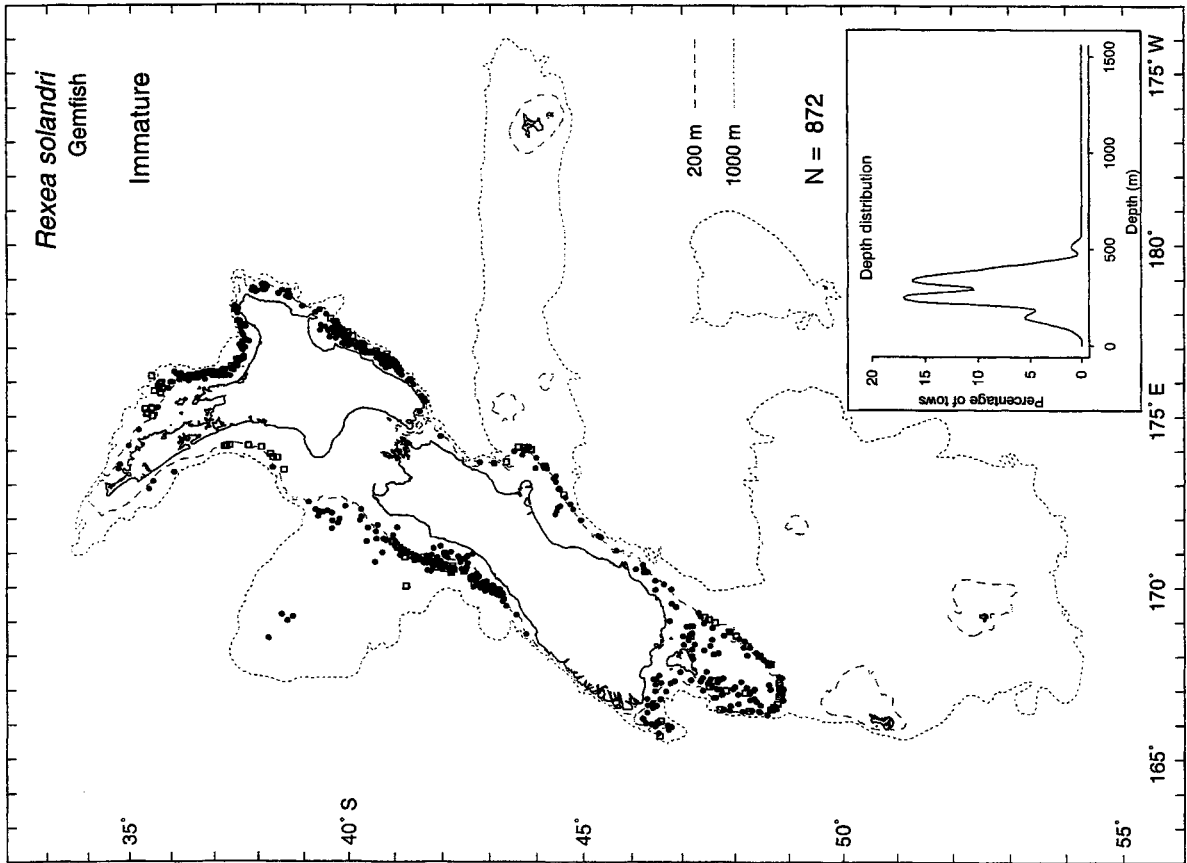 Rexea solandri
Gemfish
Immature
35°
40° S
45°
50°
55°
165°
170°
175° E
180°
175° W
200 m
1000 m
N = 872
Depth distribution
Percentage of tows
20
15
10
5
0
0
500
1000
1500
Depth (m)